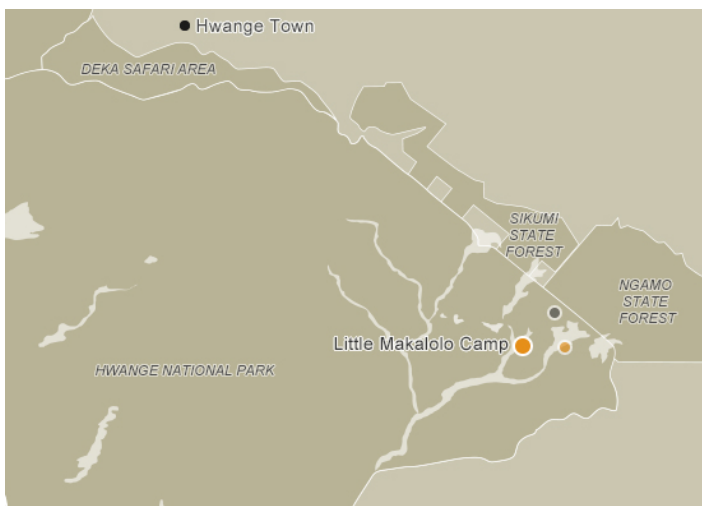 Hwange Town
DEKA SAFARI AREA
SIKUMI
STATE
FOREST
NGAMO
STATE
FOREST
Little Makalolo Camp
HWANGE NATIONAL PARK